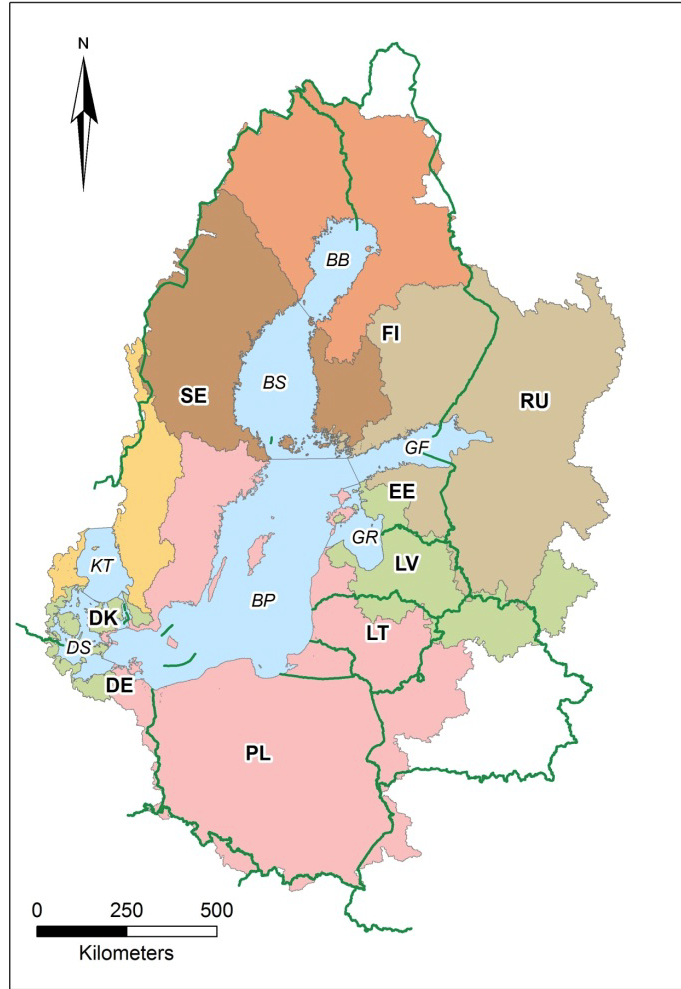 N
BB
FI
BS
SE
RU
GF
EE
GR
KT
LV
BP
DK
LT
DS
DE
PL
0 250 500
Kilometers